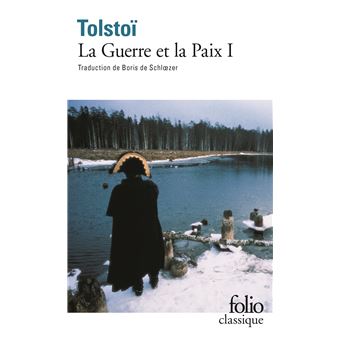 Tolstoï
La Guerre et la Paix I
Traduction de Boris de Schlœzer
folio
classique